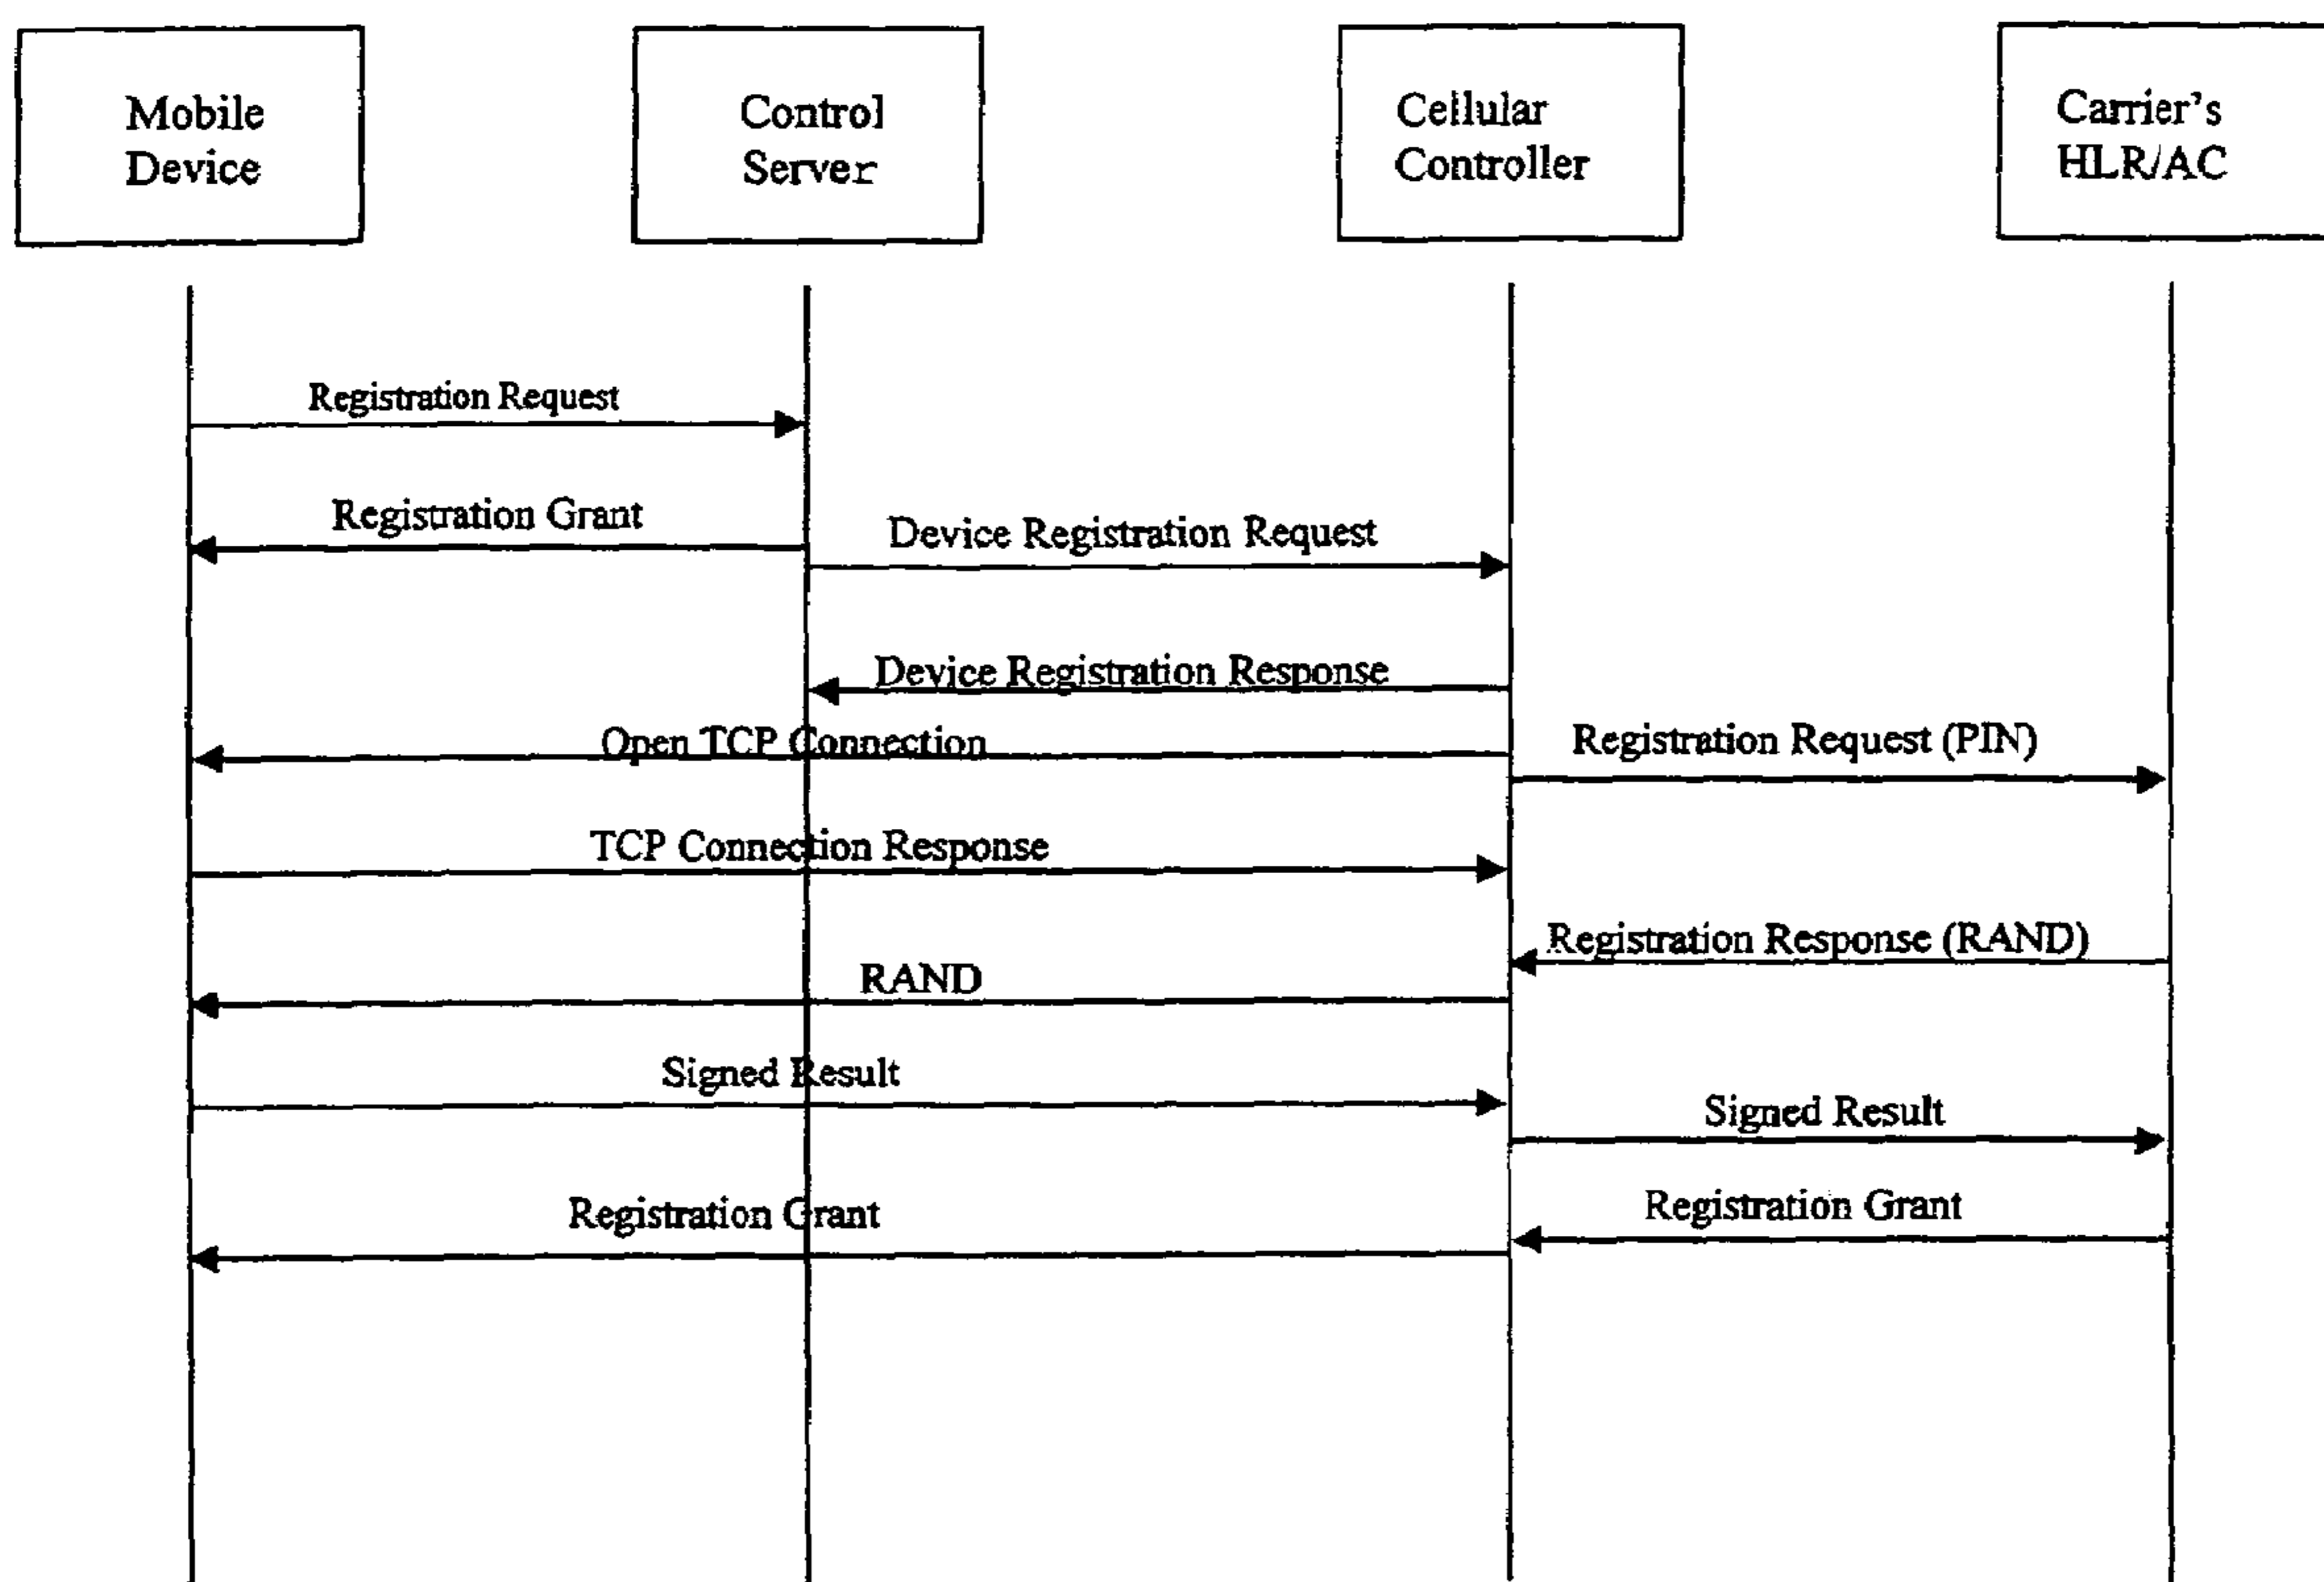 Mobile
Device
Control
Server
Cellular
Controller
Carrier's
HLR/AC
Registration Request
Registration Grant
Device Registration Request
Device Registration Response
Open TCP Connection
Registration Request (PIN)
TCP Connection Response
Registration Response (RAND)
RAND
Signed Result
Signed Result
Registration Grant
Registration Grant